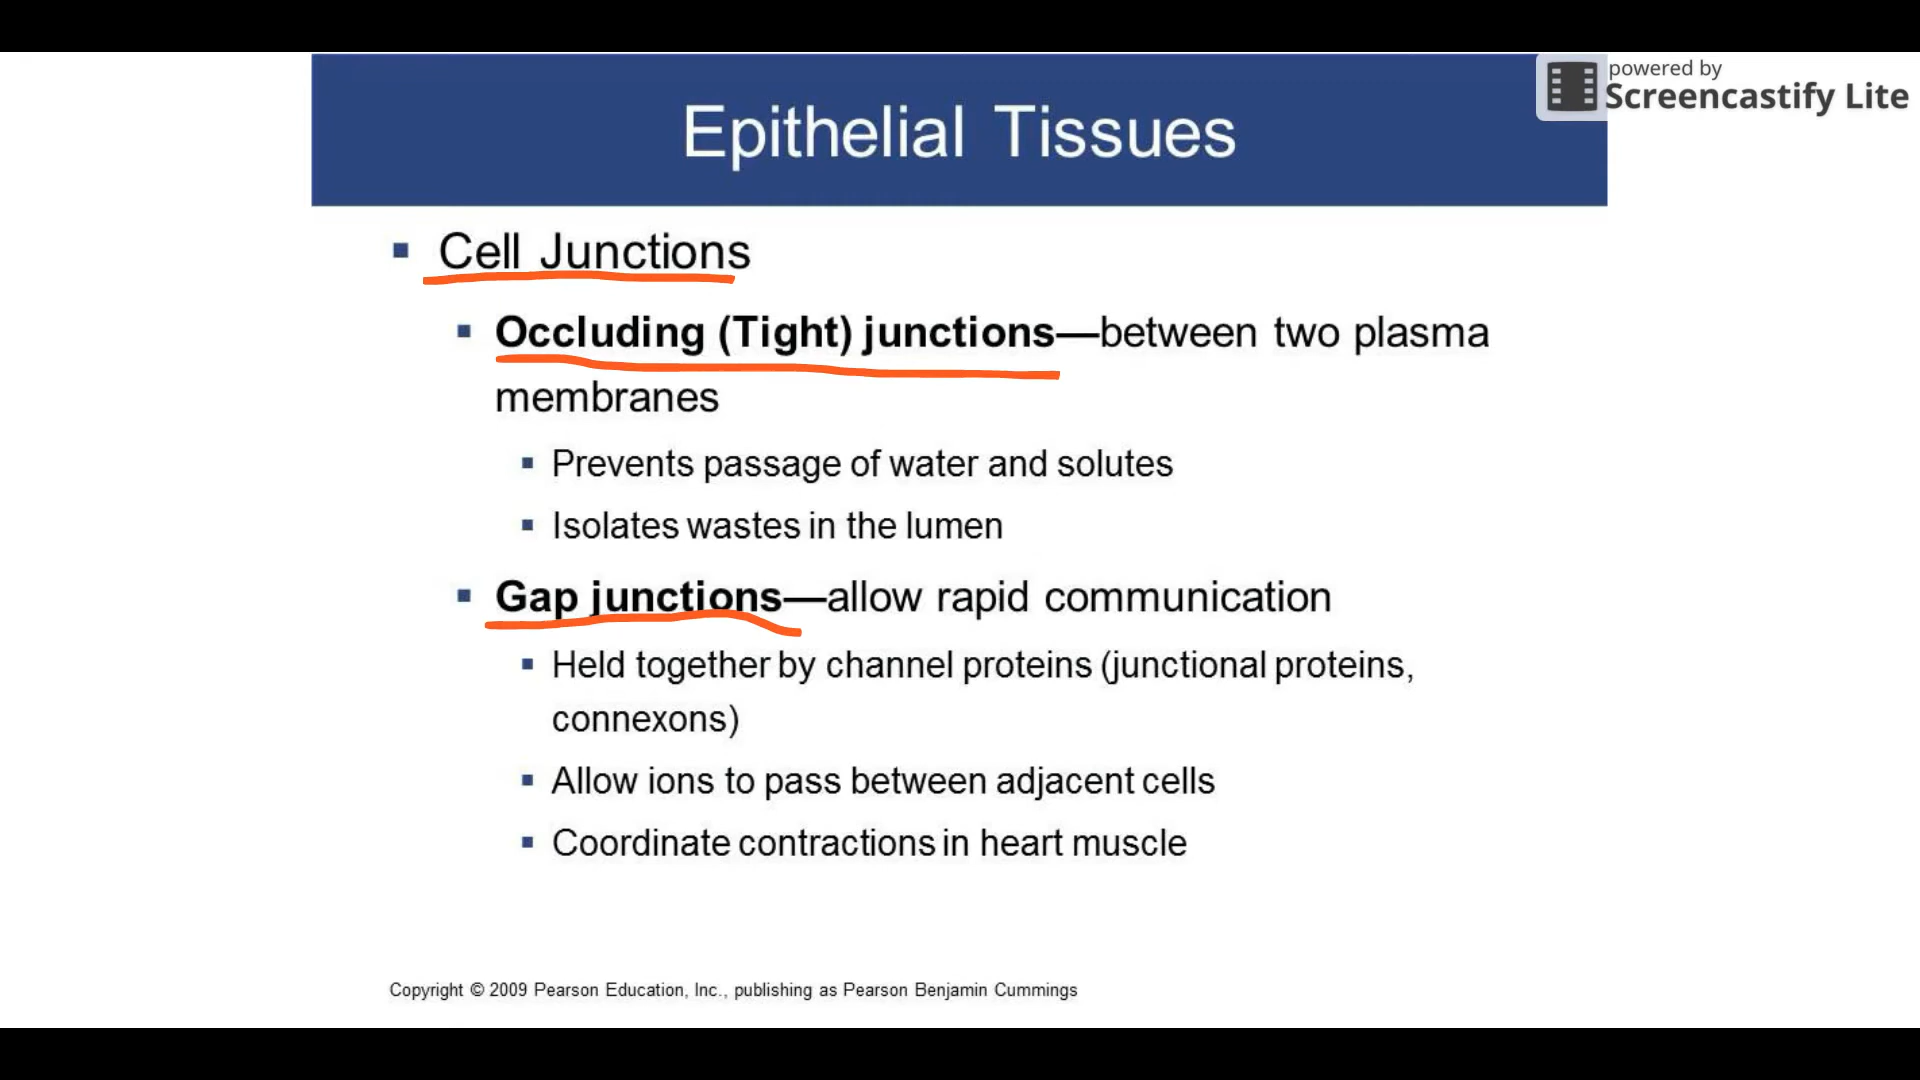 powered by
Screencastify Lite
Epithelial Tissues
Cell Junctions
Occluding (Tight) junctions—between two plasma
membranes
Prevents passage of water and solutes
Isolates wastes in the lumen
Gap junctions—allow rapid communication
Held together by channel proteins (junctional proteins,
connexons)
Allow ions to pass between adjacent cells
Coordinate contractions in heart muscle
Copyright © 2009 Pearson Education, Inc., publishing as Pearson Benjamin Cummings